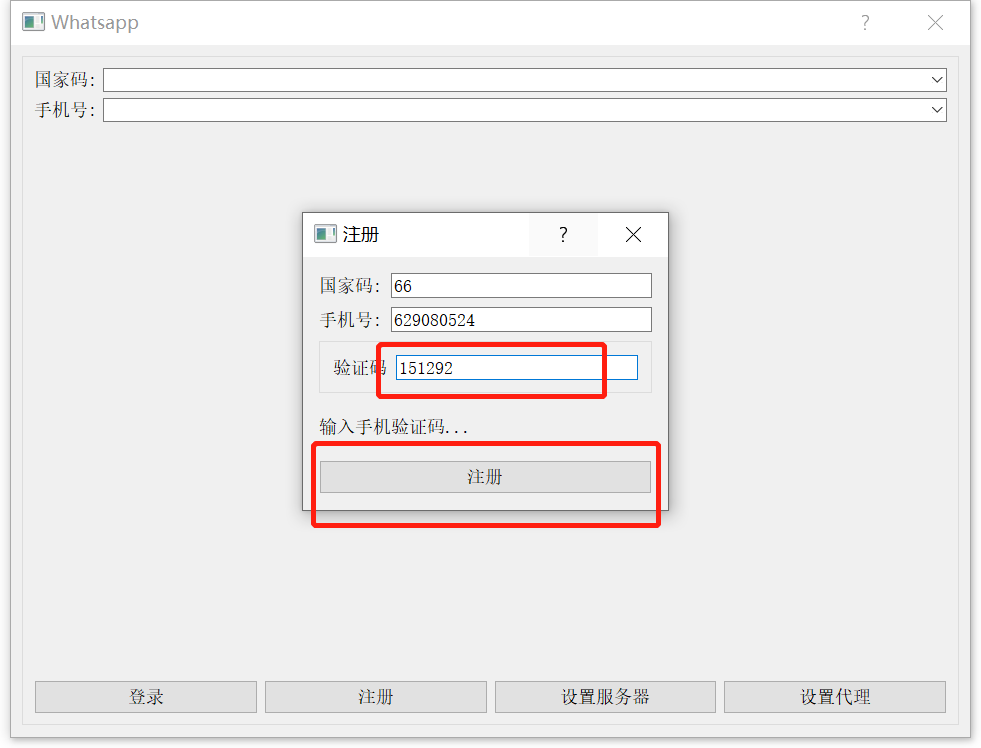 Whatsapp
国家码:
手机号:
注册
国家码: 66
手机号: 629080524
验证码 151292
输入手机验证码...
注册
登录 注册 设置服务器 设置代理